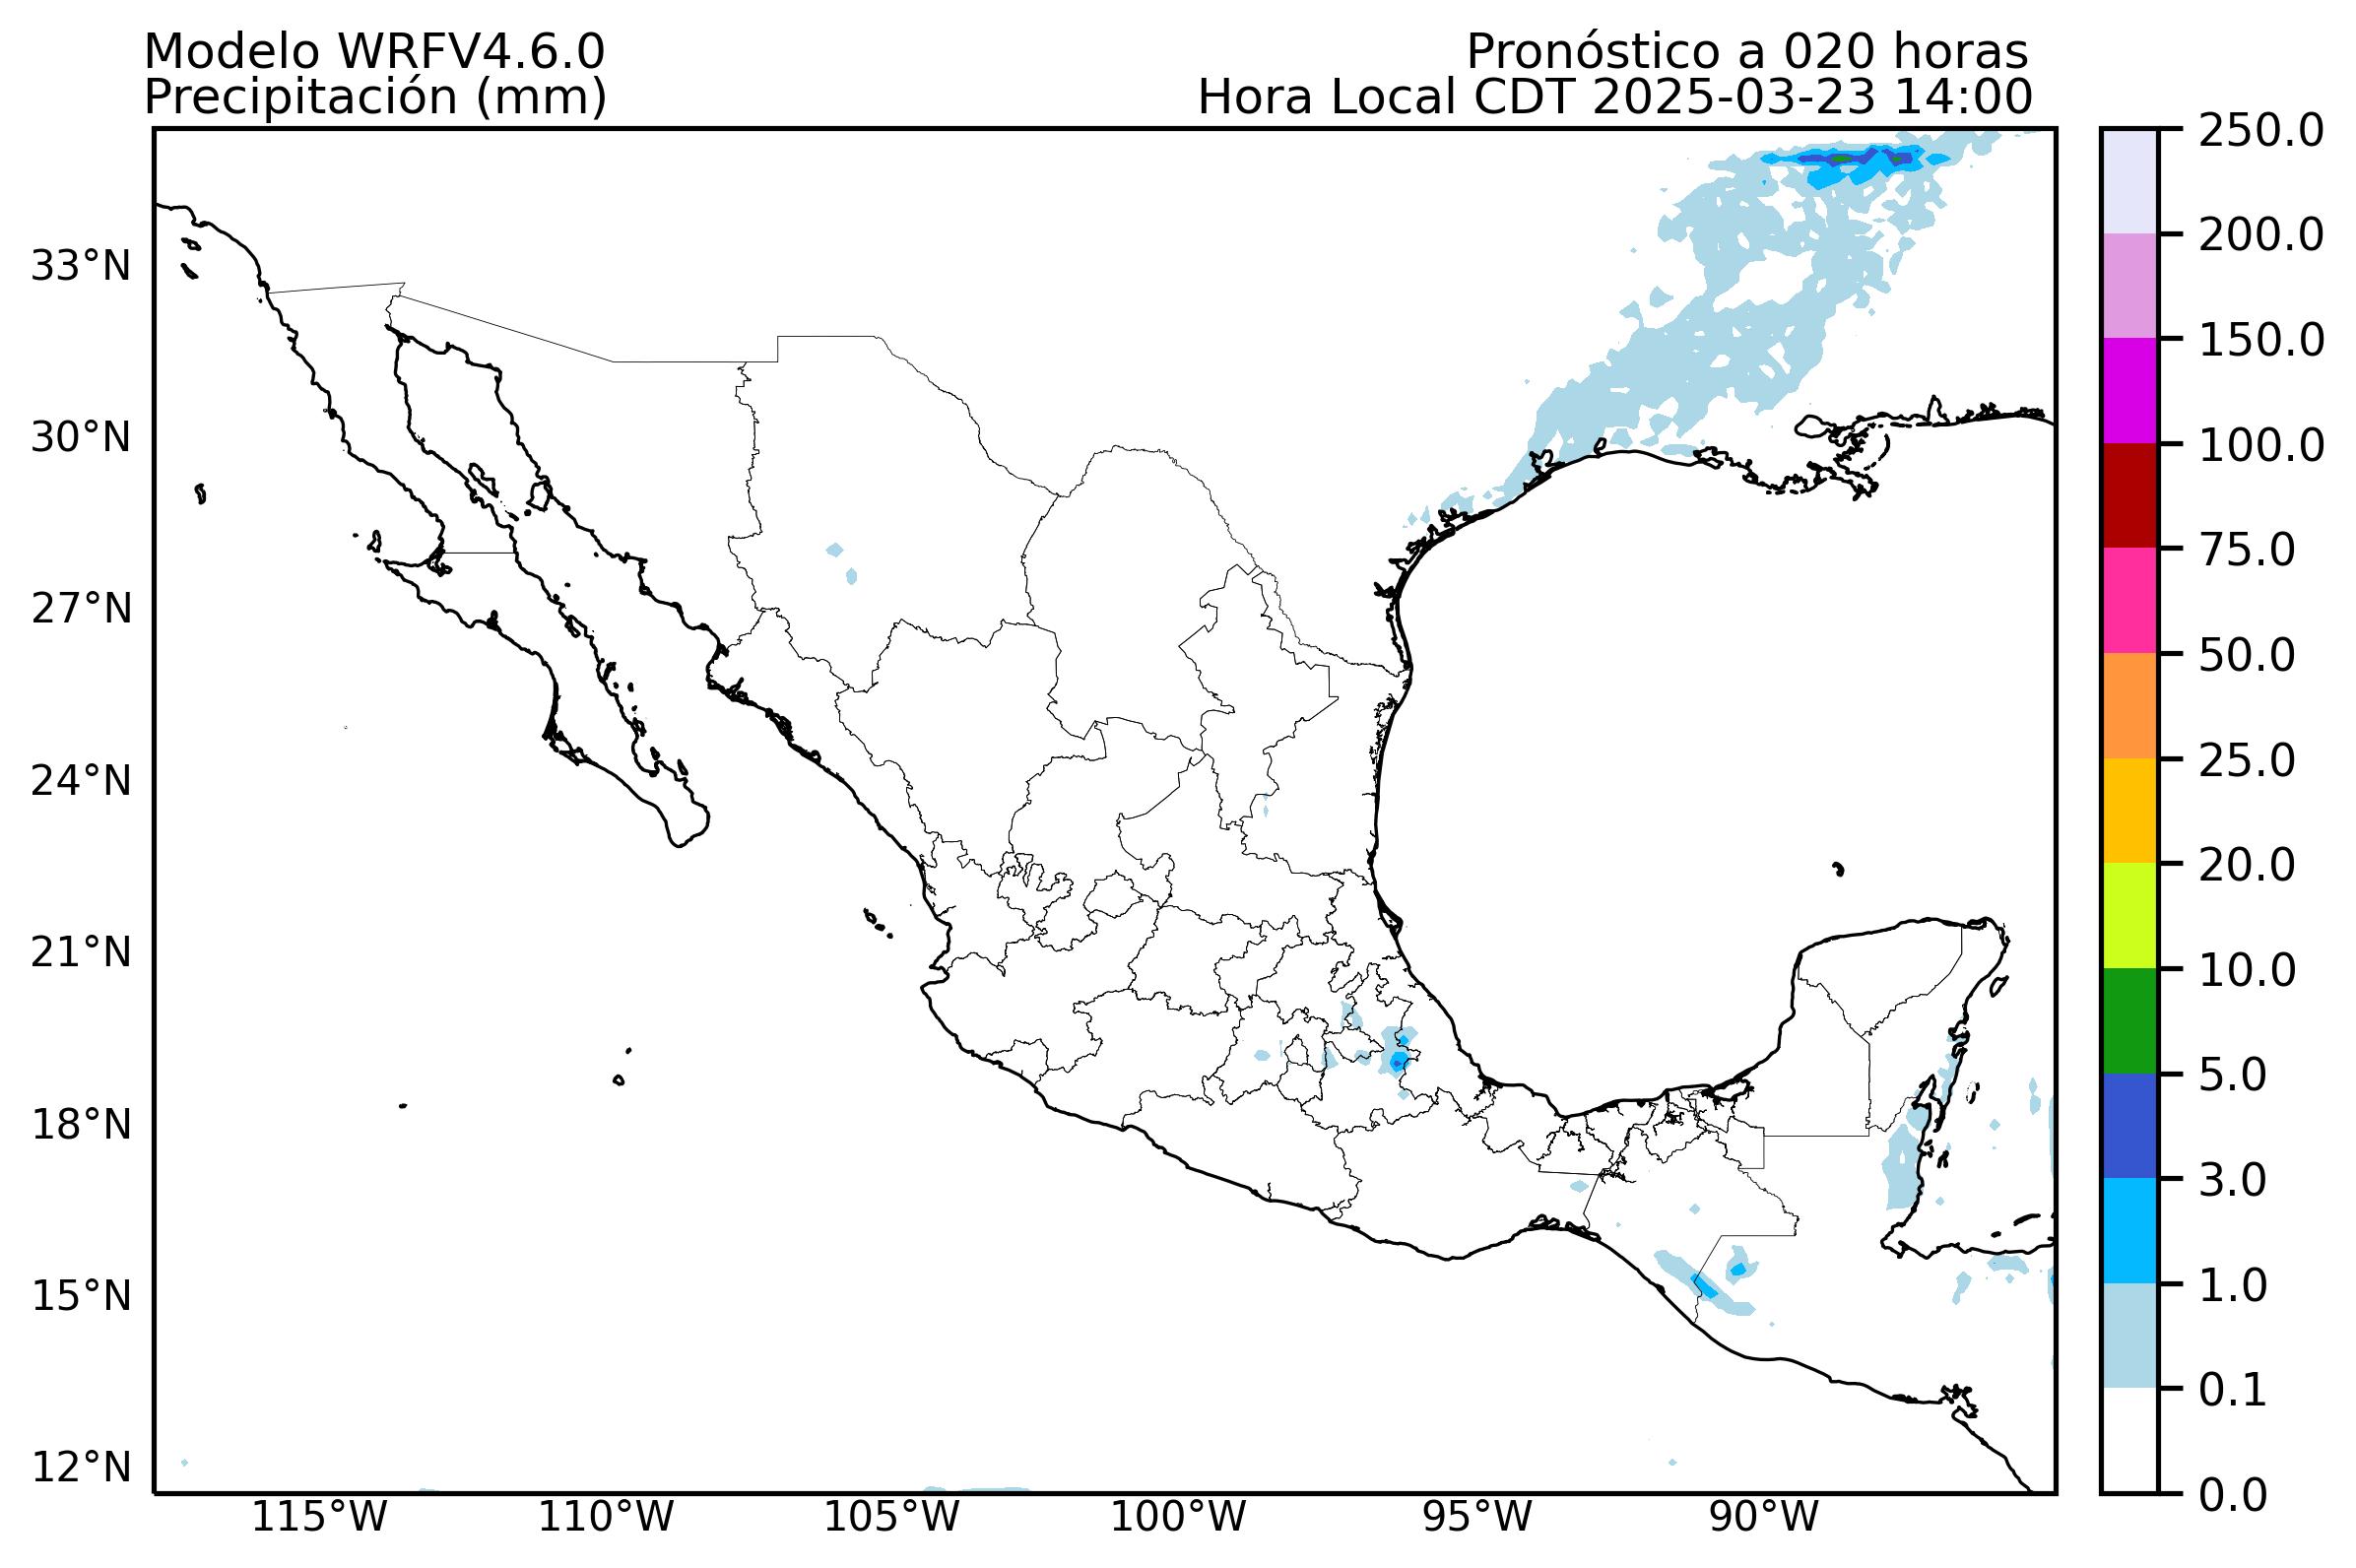 Modelo WRFV4.6.0
Pronóstico a 020 horas
Precipitación (mm)
Hora Local CDT 2025-03-23 14:00
33°N
30°N
27°N
24°N
21°N
18°N
15°N
12°N
115°W
110°W
105°W
100°W
95°W
90°W
250.0
200.0
150.0
100.0
75.0
50.0
25.0
20.0
10.0
5.0
3.0
1.0
0.1
0.0